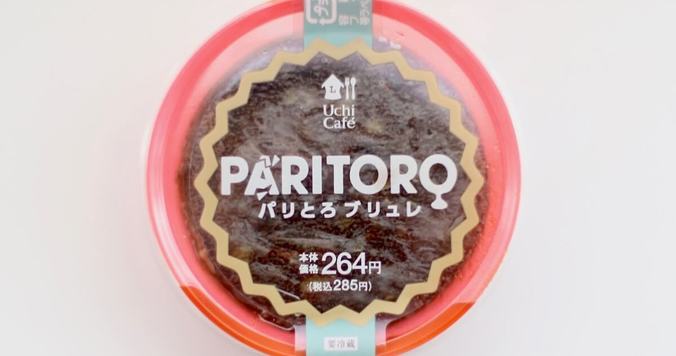 L
Uchi
Café
PARITORO
パリとろ ブリュレ
本体
価格 264円
(税込285円)
要冷蔵